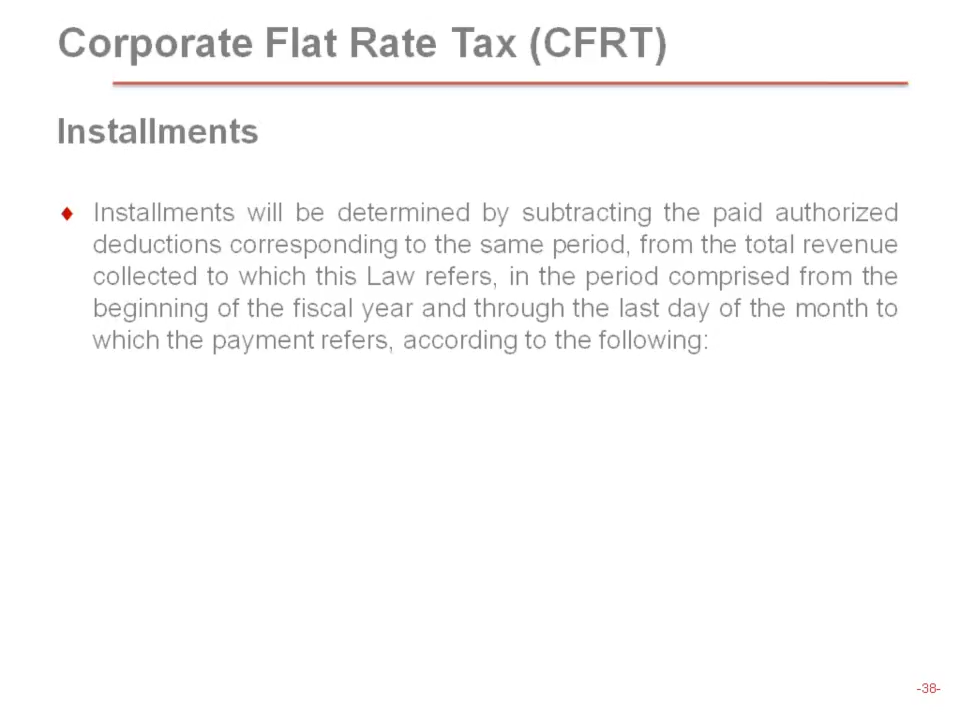 Corporate Flat Rate Tax (CFRT)
Installments
Installments will be determined by subtracting the paid authorized
deductions corresponding to the same period, from the total revenue
collected to which this Law refers, in the period comprised from the
beginning of the fiscal year and through the last day of the month to
which the payment refers, according to the following:
-38-